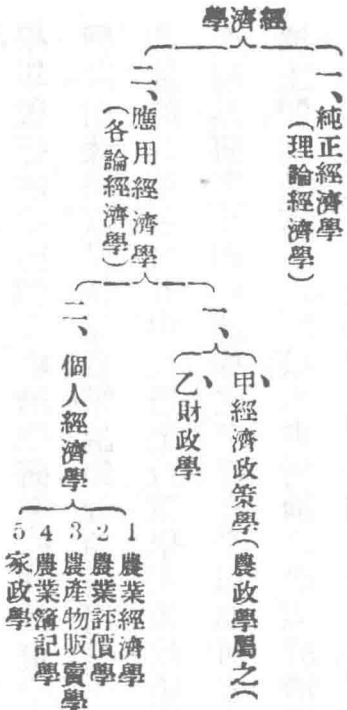 經濟學
一、純正經濟學
(理論經濟學)
二、應用經濟學
(各論經濟學)
一、
甲、經濟政策學(農政學屬之(
乙、財政學
二、個人經濟學
1農業經濟學
2農業評價學
3農產物販賣學
4農業簿記學
5家政學